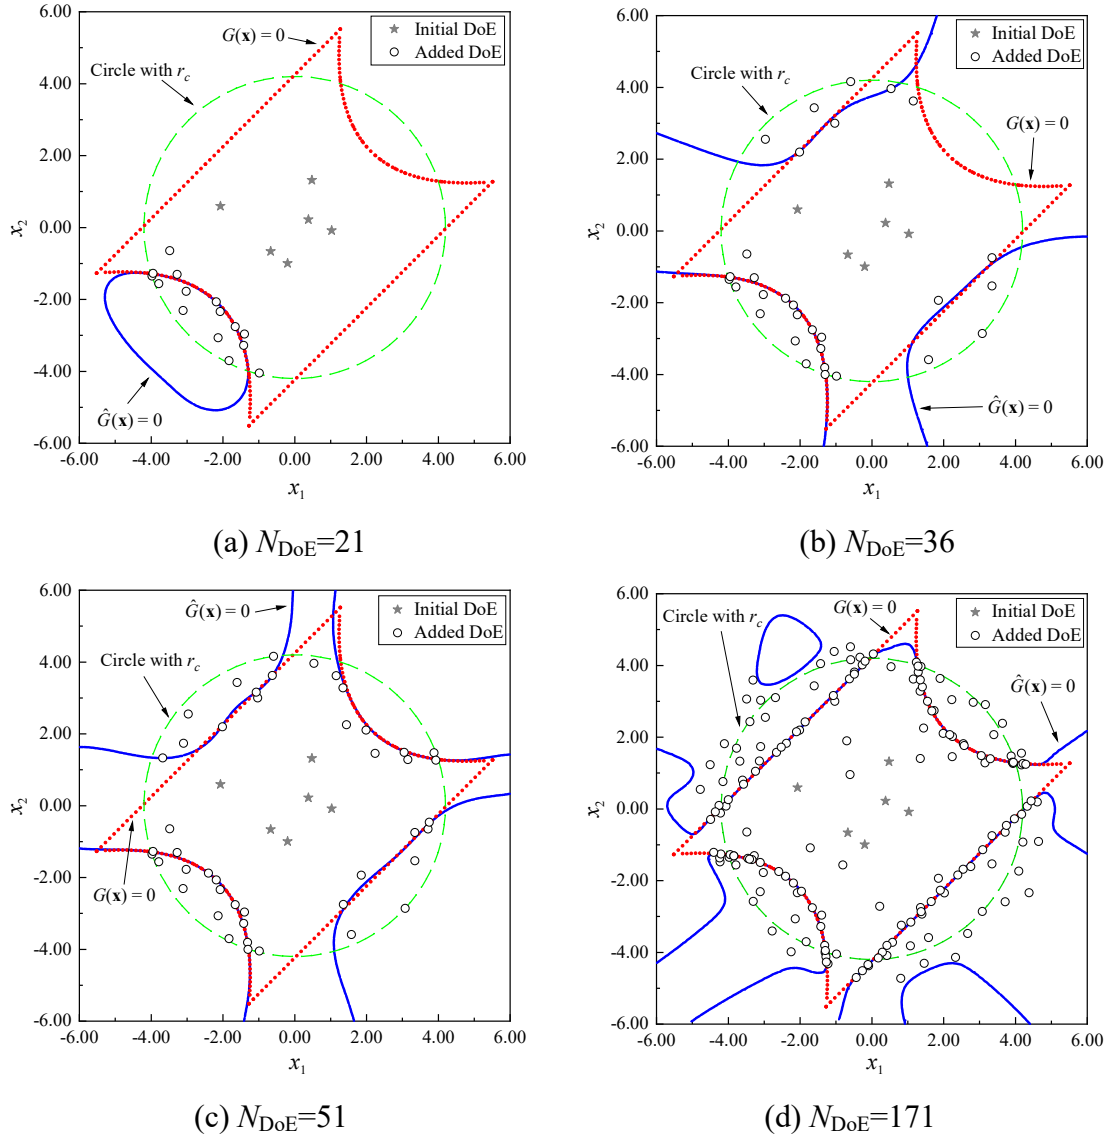 6.00
4.00
2.00
0.00
-2.00
-4.00
-6.00
-6.00 -4.00 -2.00 0.00 2.00 4.00 6.00
x₂
x₁
G(x) = 0
Circle with r_c
Ĝ(x) = 0
Initial DoE
Added DoE
(a) N_DoE=21
6.00
4.00
2.00
0.00
-2.00
-4.00
-6.00
-6.00 -4.00 -2.00 0.00 2.00 4.00 6.00
x₂
x₁
Circle with r_c
G(x) = 0
Ĝ(x) = 0
Initial DoE
Added DoE
(b) N_DoE=36
6.00
4.00
2.00
0.00
-2.00
-4.00
-6.00
-6.00 -4.00 -2.00 0.00 2.00 4.00 6.00
x₂
x₁
Ĝ(x) = 0
Circle with r_c
G(x) = 0
Initial DoE
Added DoE
(c) N_DoE=51
6.00
4.00
2.00
0.00
-2.00
-4.00
-6.00
-6.00 -4.00 -2.00 0.00 2.00 4.00 6.00
x₂
x₁
G(x) = 0
Circle with r_c
Ĝ(x) = 0
Initial DoE
Added DoE
(d) N_DoE=171